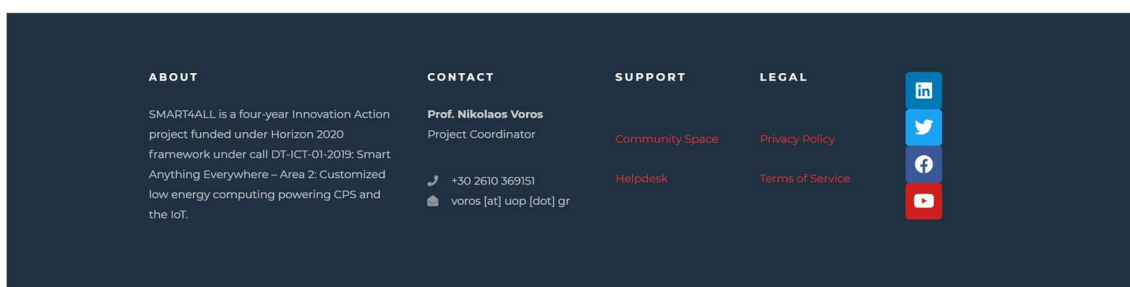 ABOUT
SMART4ALL is a four-year Innovation Action
project funded under Horizon 2020
framework under call DT-ICT-01-2019: Smart
Anything Everywhere – Area 2: Customized
low energy computing powering CPS and
the IoT.
CONTACT
Prof. Nikolaos Voros
Project Coordinator
+30 2610 369151
voros [at] uop [dot] gr
SUPPORT
Community Space
Helpdesk
LEGAL
Privacy Policy
Terms of Service
in